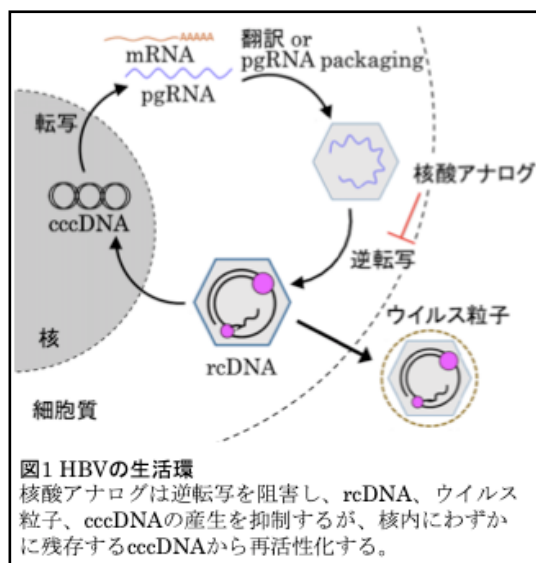 mRNA
pgRNA
翻訳 or
pgRNA packaging
転写
cccDNA
核酸アナログ
逆転写
ウイルス粒子
核
rcDNA
細胞質
図1 HBVの生活環
核酸アナログは逆転写を阻害し、rcDNA、ウイルス
粒子、cccDNAの産生を抑制するが、核内にわずか
に残存するcccDNAから再活性化する。